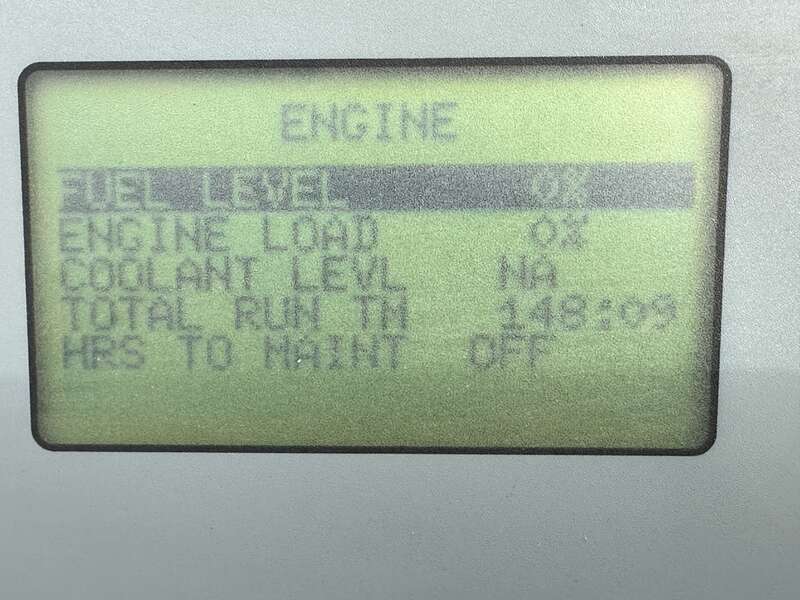 ENGINE
FUEL LEVEL 0%
ENGINE LOAD 0%
COOLANT LEVL NA
TOTAL RUN TM 148:09
HRS TO MAINT OFF